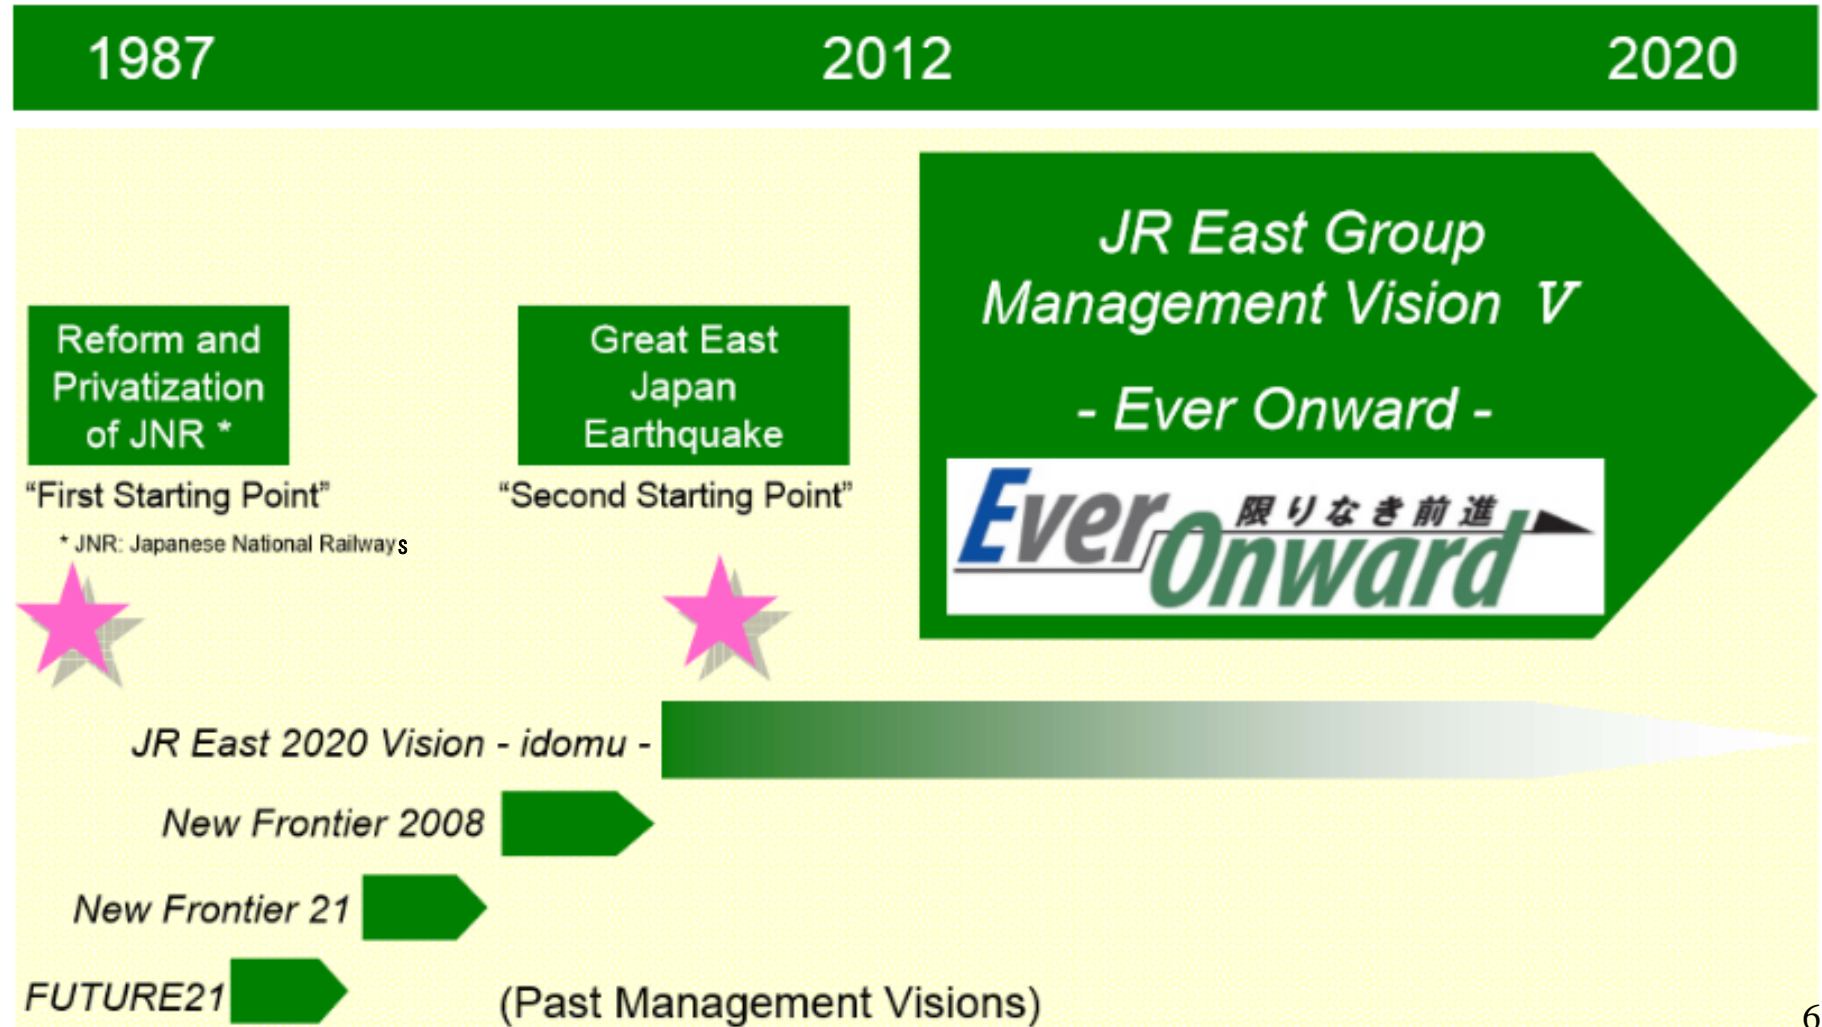 1987 2012 2020
JR East Group
Management Vision V
- Ever Onward -
Ever 限りなき前進
Onward
Reform and
Privatization
of JNR *
"First Starting Point"
* JNR: Japanese National Railways
Great East
Japan
Earthquake
"Second Starting Point"
JR East 2020 Vision - idomu -
New Frontier 2008
New Frontier 21
FUTURE21
(Past Management Visions)
6